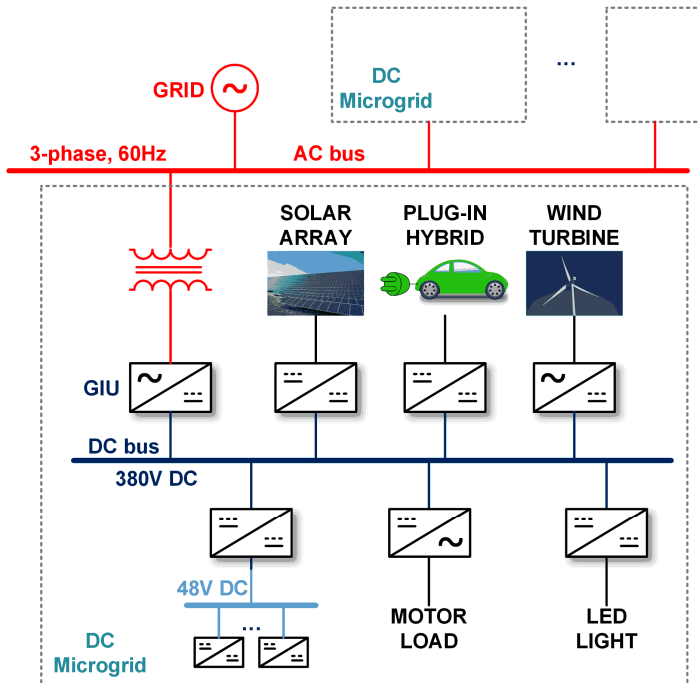 DC
Microgrid
...
GRID
3-phase, 60Hz
AC bus
SOLAR
ARRAY
PLUG-IN
HYBRID
WIND
TURBINE
GIU
DC bus
380V DC
48V DC
...
MOTOR
LOAD
LED
LIGHT
DC
Microgrid